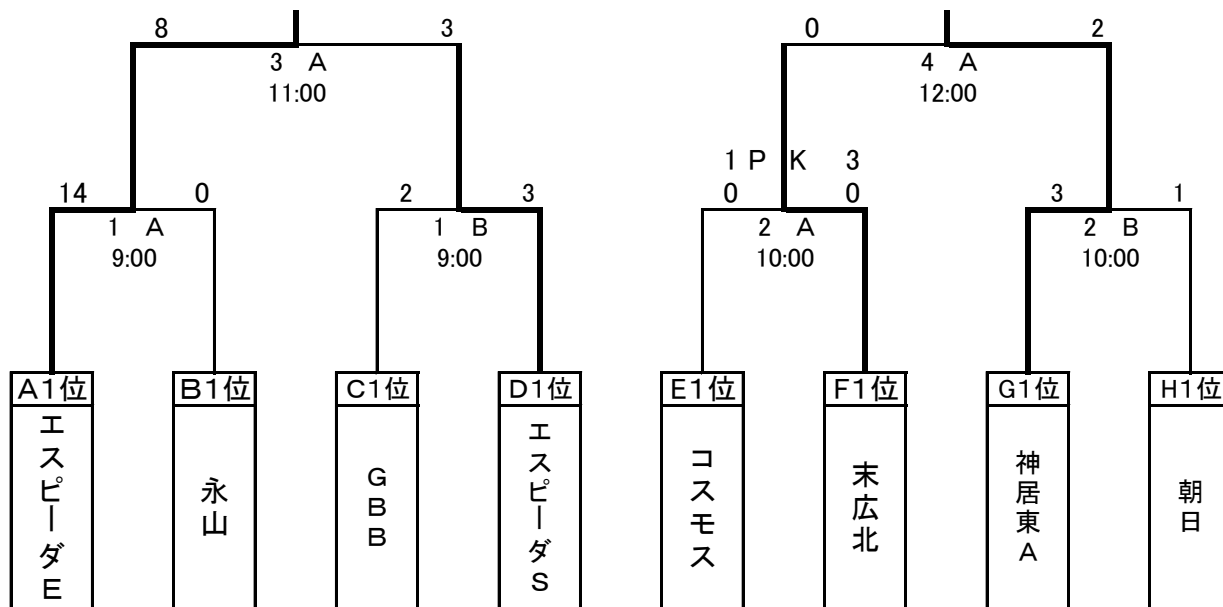 8 3 0 2
3 A 4 A
11:00 12:00
1 P K 3
14 0 2 3 0 0 3 1
1 A 1 B 2 A 2 B
9:00 9:00 10:00 10:00
A1位 B1位 C1位 D1位 E1位 F1位 G1位 H1位
エスピーダE
永山
GBB
エスピーダS
コスモス
末広北
神居東A
朝日